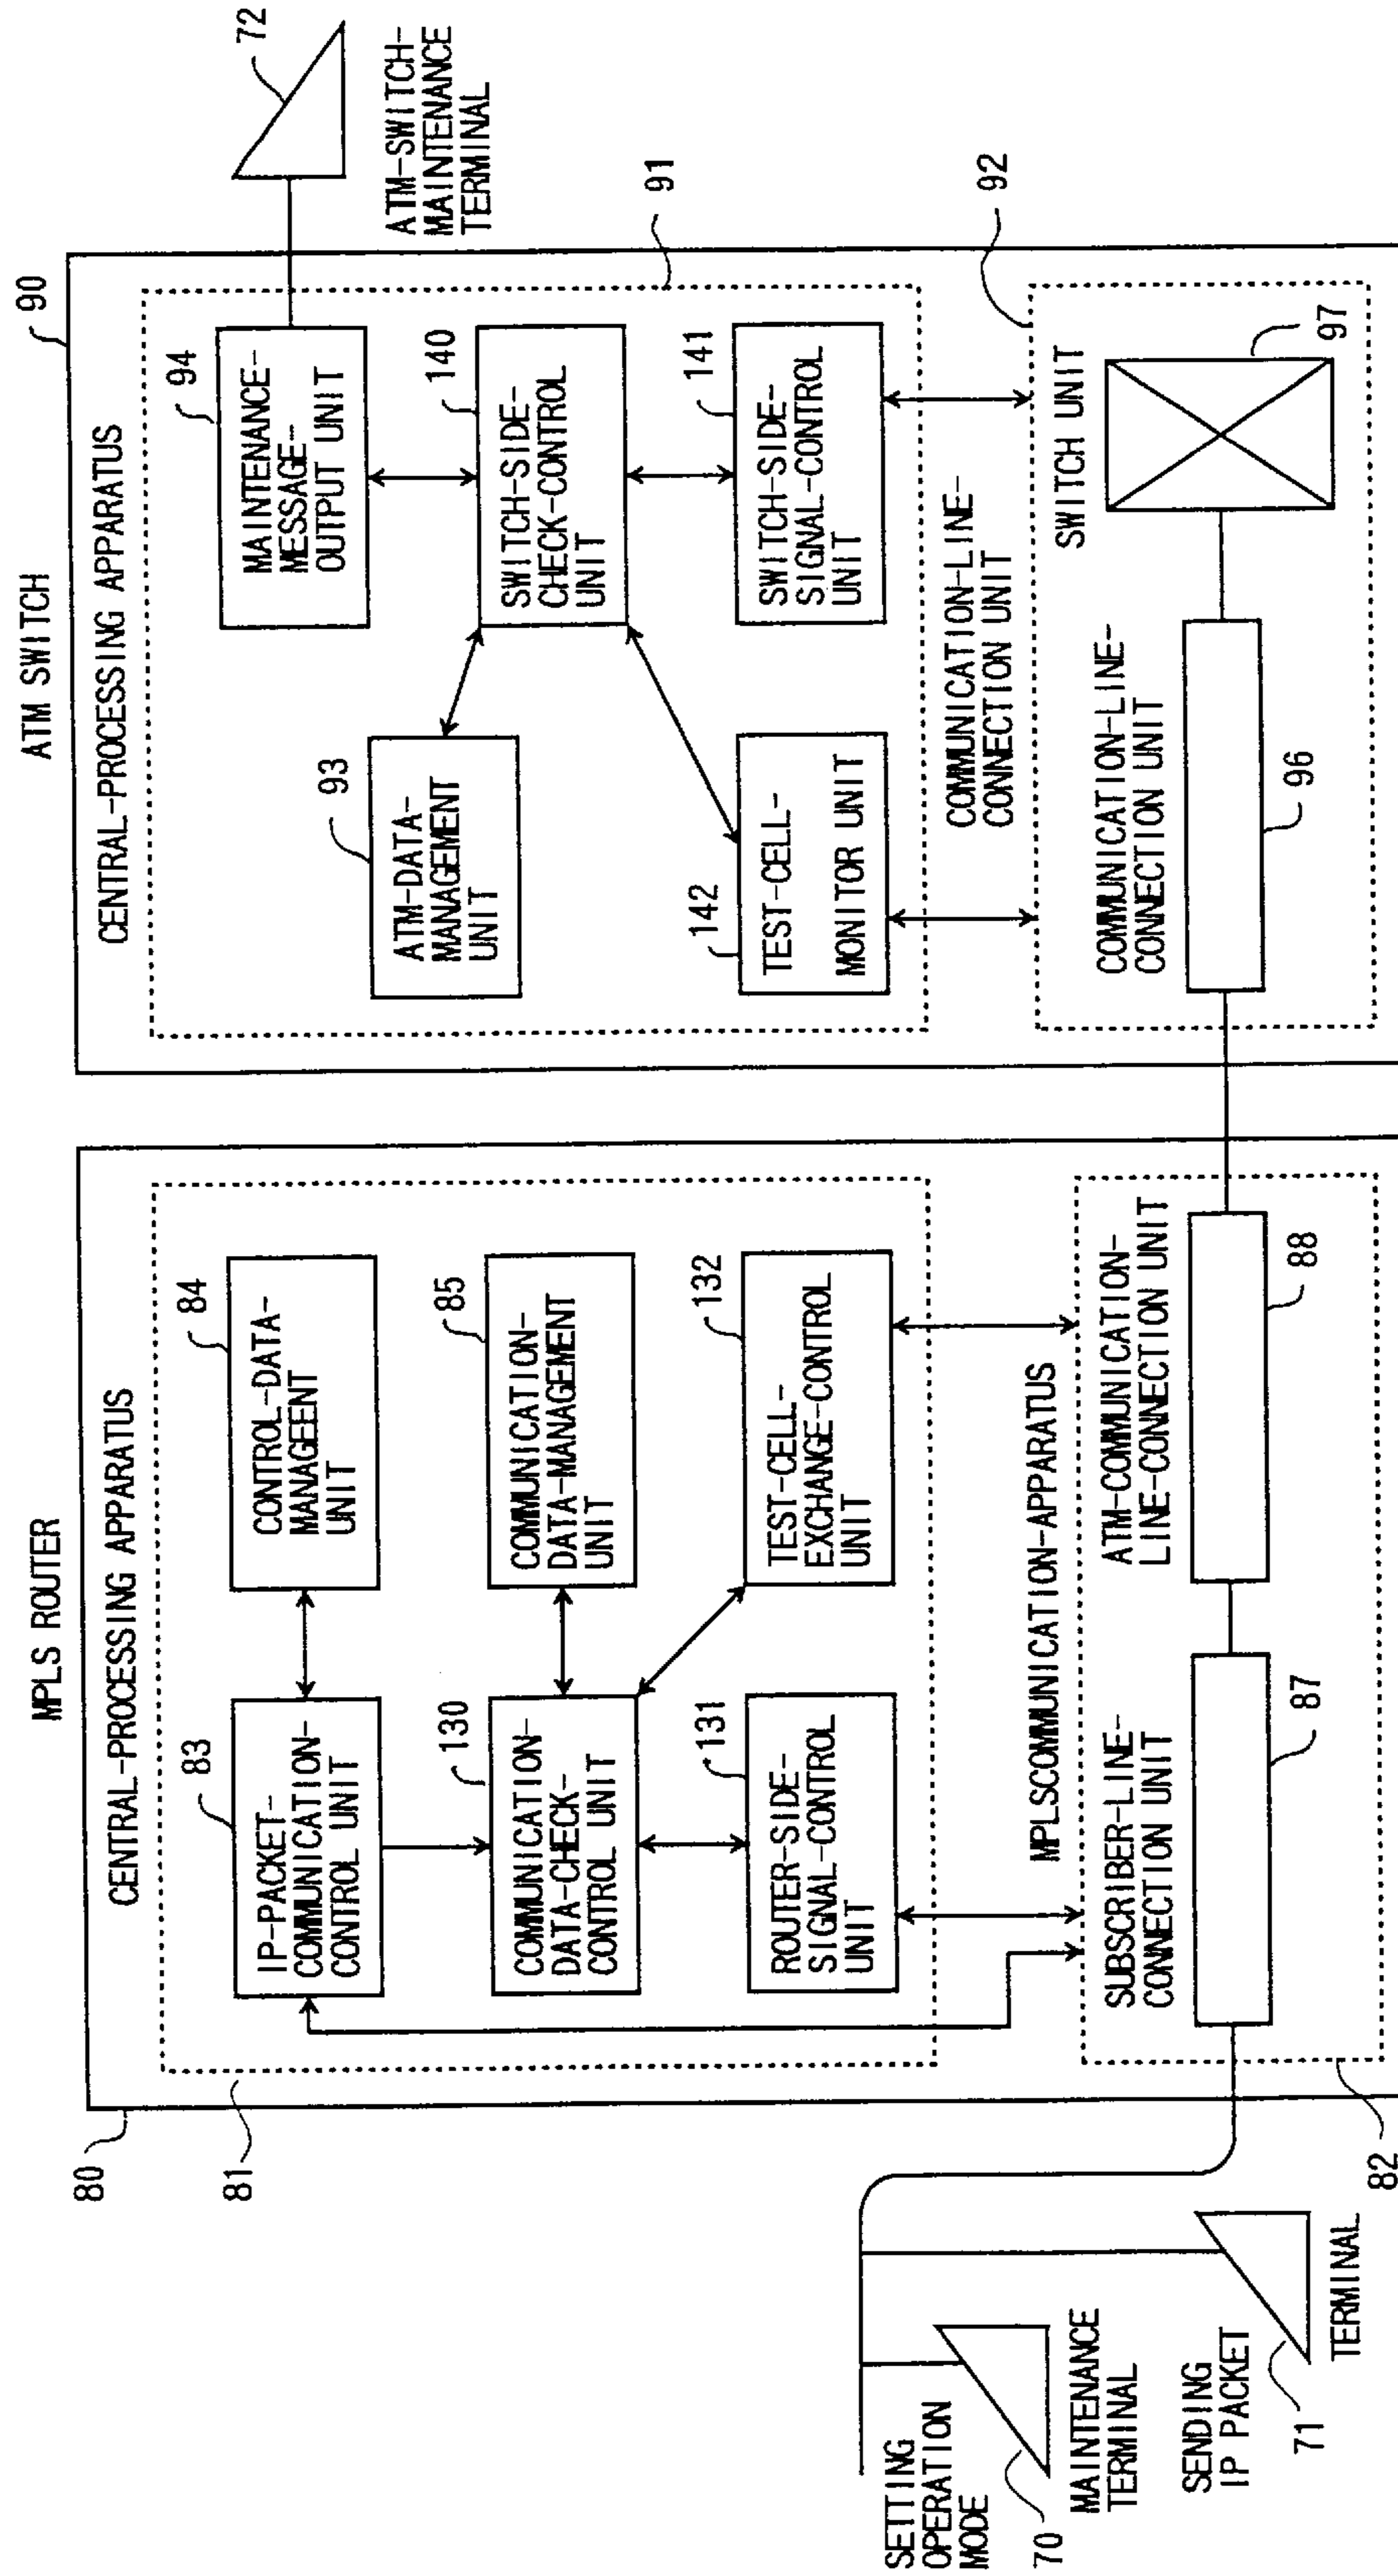 MPLS ROUTER
80
CENTRAL-PROCESSING APPARATUS
81
83
IP-PACKET-
COMMUNICATION-
CONTROL UNIT
84
CONTROL-DATA-
MANAGEENT
UNIT
130
COMMUNICATION-
DATA-CHECK-
CONTROL UNIT
85
COMMUNICATION-
DATA-MANAGEMENT
UNIT
131
ROUTER-SIDE-
SIGNAL-CONTROL
UNIT
132
TEST-CELL-
EXCHANGE-CONTROL
UNIT
MPLSCOMMUNICATION-APPARATUS
SUBSCRIBER-LINE-
CONNECTION UNIT
87
ATM-COMMUNICATION-
LINE-CONNECTION UNIT
88
82
SETTING
OPERATION
MODE
70
MAINTENANCE
TERMINAL
SENDING
IP PACKET
71
TERMINAL
ATM SWITCH
90
CENTRAL-PROCESSING APPARATUS
94
MAINTENANCE-
MESSAGE-
OUTPUT UNIT
72
ATM-SWITCH-
MAINTENANCE
TERMINAL
93
ATM-DATA-
MANAGEMENT
UNIT
140
SWITCH-SIDE-
CHECK-CONTROL
UNIT
91
142
TEST-CELL-
MONITOR UNIT
141
SWITCH-SIDE-
SIGNAL-CONTROL
UNIT
COMMUNICATION-LINE-
CONNECTION UNIT
92
COMMUNICATION-LINE-
CONNECTION UNIT
96
SWITCH UNIT
97